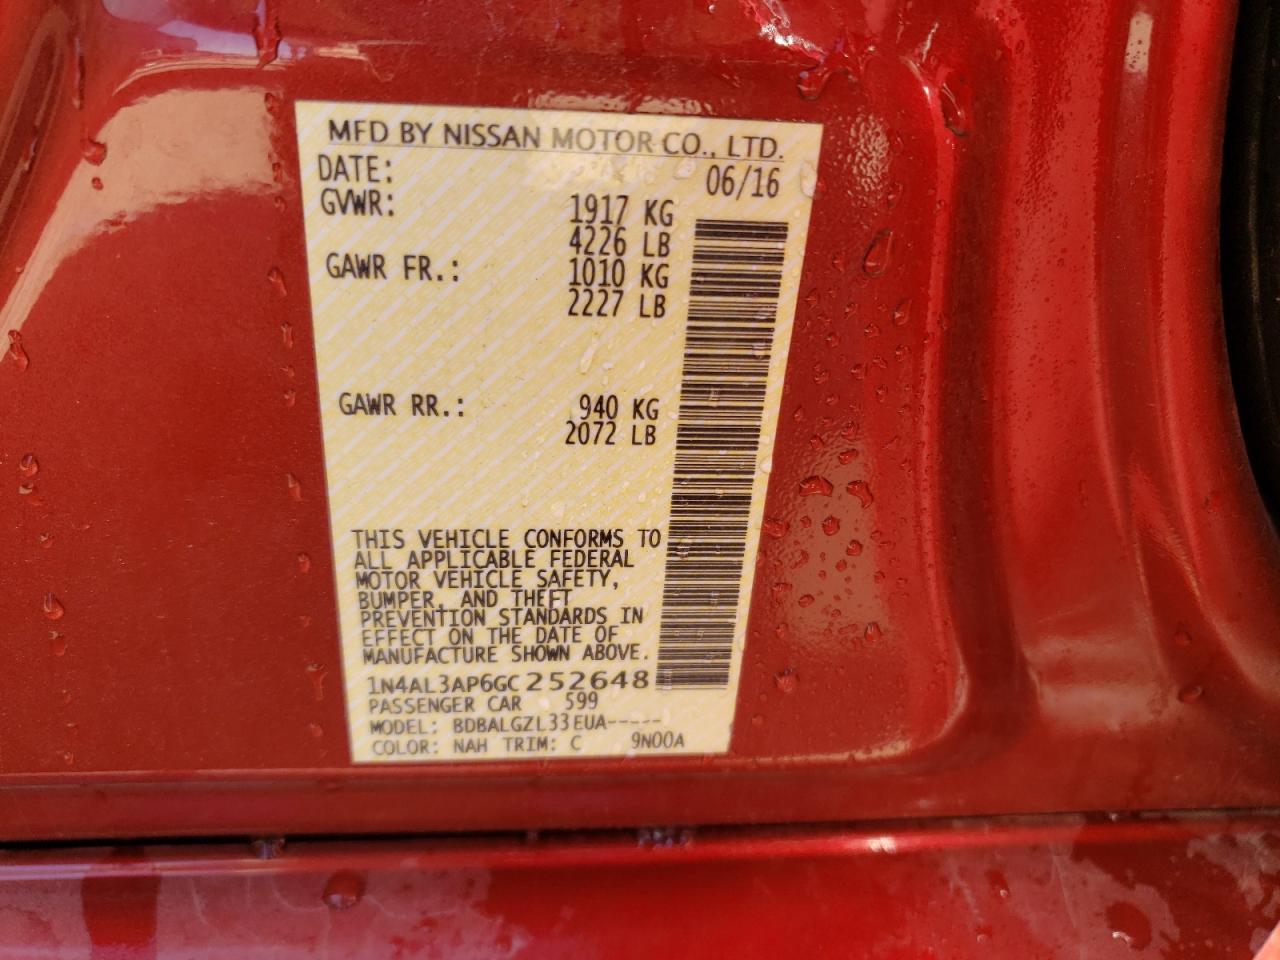 MFD BY NISSAN MOTOR CO., LTD.
DATE: 06/16
GVWR: 1917 KG
4226 LB
GAWR FR.: 1010 KG
2227 LB
GAWR RR.: 940 KG
2072 LB
THIS VEHICLE CONFORMS TO
ALL APPLICABLE FEDERAL
MOTOR VEHICLE SAFETY,
BUMPER, AND THEFT
PREVENTION STANDARDS IN
EFFECT ON THE DATE OF
MANUFACTURE SHOWN ABOVE.
1N4AL3AP6GC252648
PASSENGER CAR 599
MODEL: BDBALGZL33EUA-----
COLOR: NAH TRIM: C 9N00A